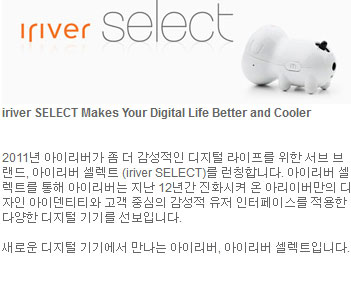 iriver select
iriver SELECT Makes Your Digital Life Better and Cooler
2011년 아이리버가 좀 더 감성적인 디지털 라이프를 위한 서브 브
랜드, 아이리버 셀렉트 (iriver SELECT)를 런칭합니다. 아이리버 셀
렉트를 통해 아이리버는 지난 12년간 진화시켜 온 아리이버만의 디
자인 아이덴티티와 고객 중심의 감성적 유저 인터페이스를 적용한
다양한 디지털 기기를 선보입니다.
새로운 디지털 기기에서 만나는 아이리버, 아이리버 셀렉트입니다.